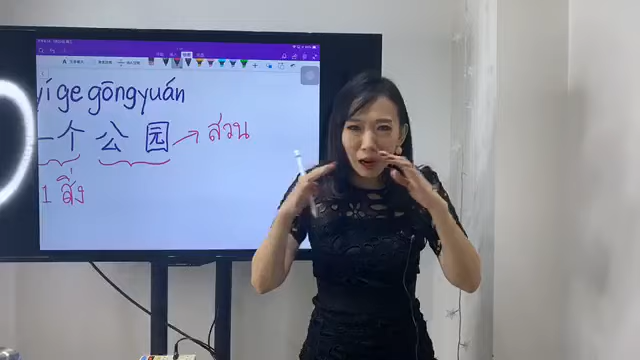 yí ge gōngyuán
一个 公园 → สวน
1 สิ่ง